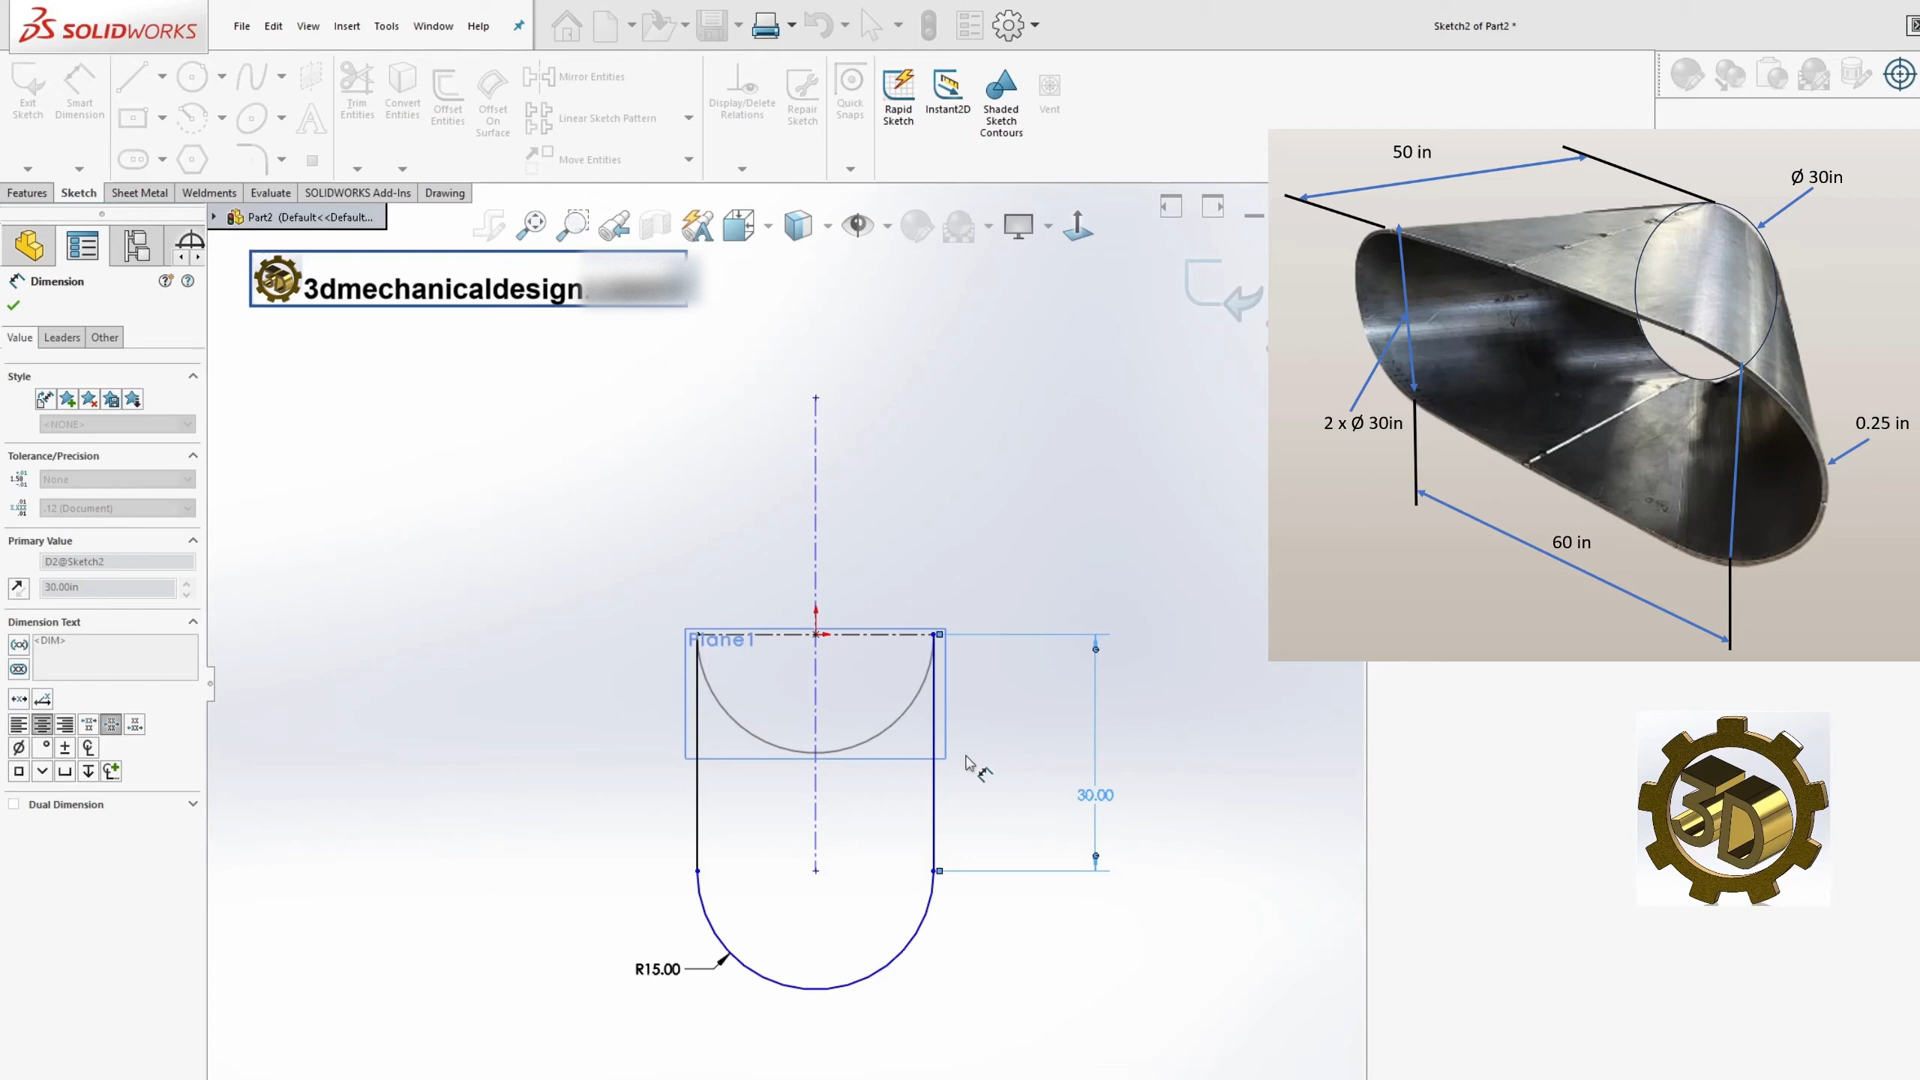 SOLIDWORKS
File Edit View Insert Tools Window Help
Sketch2 of Part2 *
Exit Sketch
Smart Dimension
Trim Entities
Convert Entities
Offset Entities
Offset On Surface
Mirror Entities
Linear Sketch Pattern
Move Entities
Display/Delete Relations
Repair Sketch
Quick Snaps
Rapid Sketch
Instant2D
Shaded Sketch Contours
Vent
Features Sketch Sheet Metal Weldments Evaluate SOLIDWORKS Add-Ins Drawing
Part2 (Default<<Default...
Dimension
Value Leaders Other
Style
<NONE>
Tolerance/Precision
None
.12 (Document)
Primary Value
D2@Sketch2
30.00in
Dimension Text
<DIM>
Dual Dimension
3dmechanicaldesign
Plane1
30.00
R15.00
50 in
Ø 30in
2 x Ø 30in
0.25 in
60 in
3D